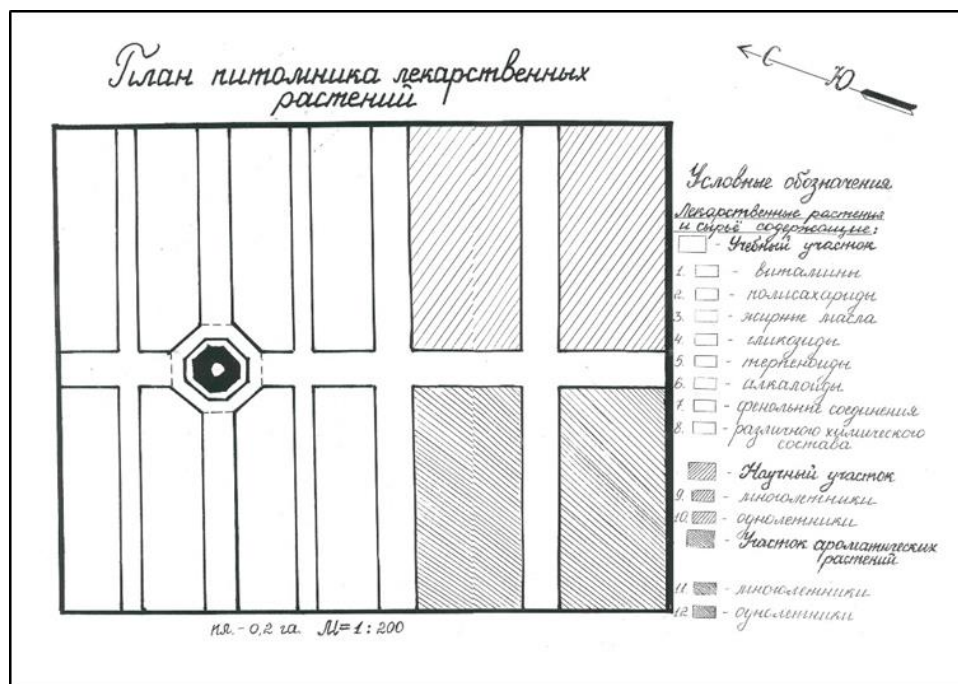 План питомника лекарственных
растений
С
Ю
Условные обозначения
Лекарственные растения
и сырьё содержащие:
- Учебный участок
1. - витамины
2. - полисахариды
3. - жирные масла
4. - гликозиды
5. - терпеноиды
6. - алкалоиды
7. - фенольные соединения
8. - различного химического
состава
- Научный участок
9. - многолетники
10. - однолетники
- Участок ароматических
растений
11. - многолетники
12. - однолетники
пл. - 0,2 га. М= 1 : 200